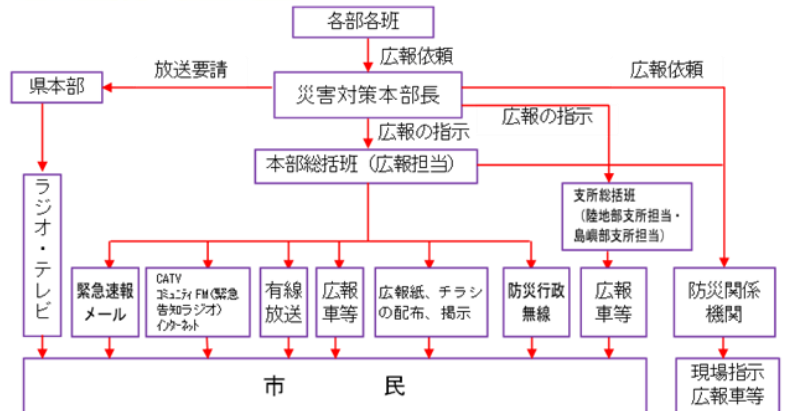 各部各班
広報依頼
放送要請
広報依頼
県本部
災害対策本部長
広報の指示
広報の指示
本部総括班（広報担当）
ラジオ・テレビ
支所総括班
（陸地部支所担当・
島嶼部支所担当）
緊急速報
メール
CATV
コミュニティFM（緊急
告知ラジオ）
インターネット
有線
放送
広報
車等
広報紙、チラシ
の配布、掲示
防災行政
無線
広報
車等
防災関係
機関
市　民
現場指示
広報車等